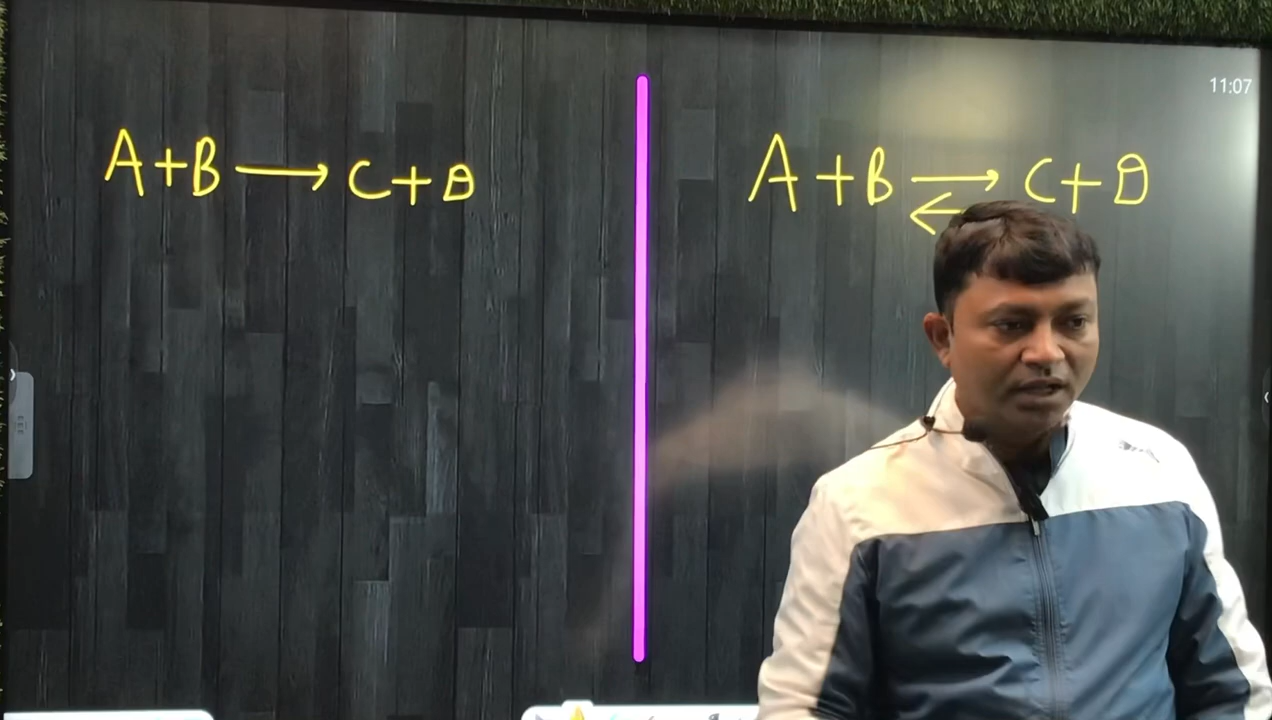 11:07
A+B ⟶ C+D
A+B ⇌ C+D